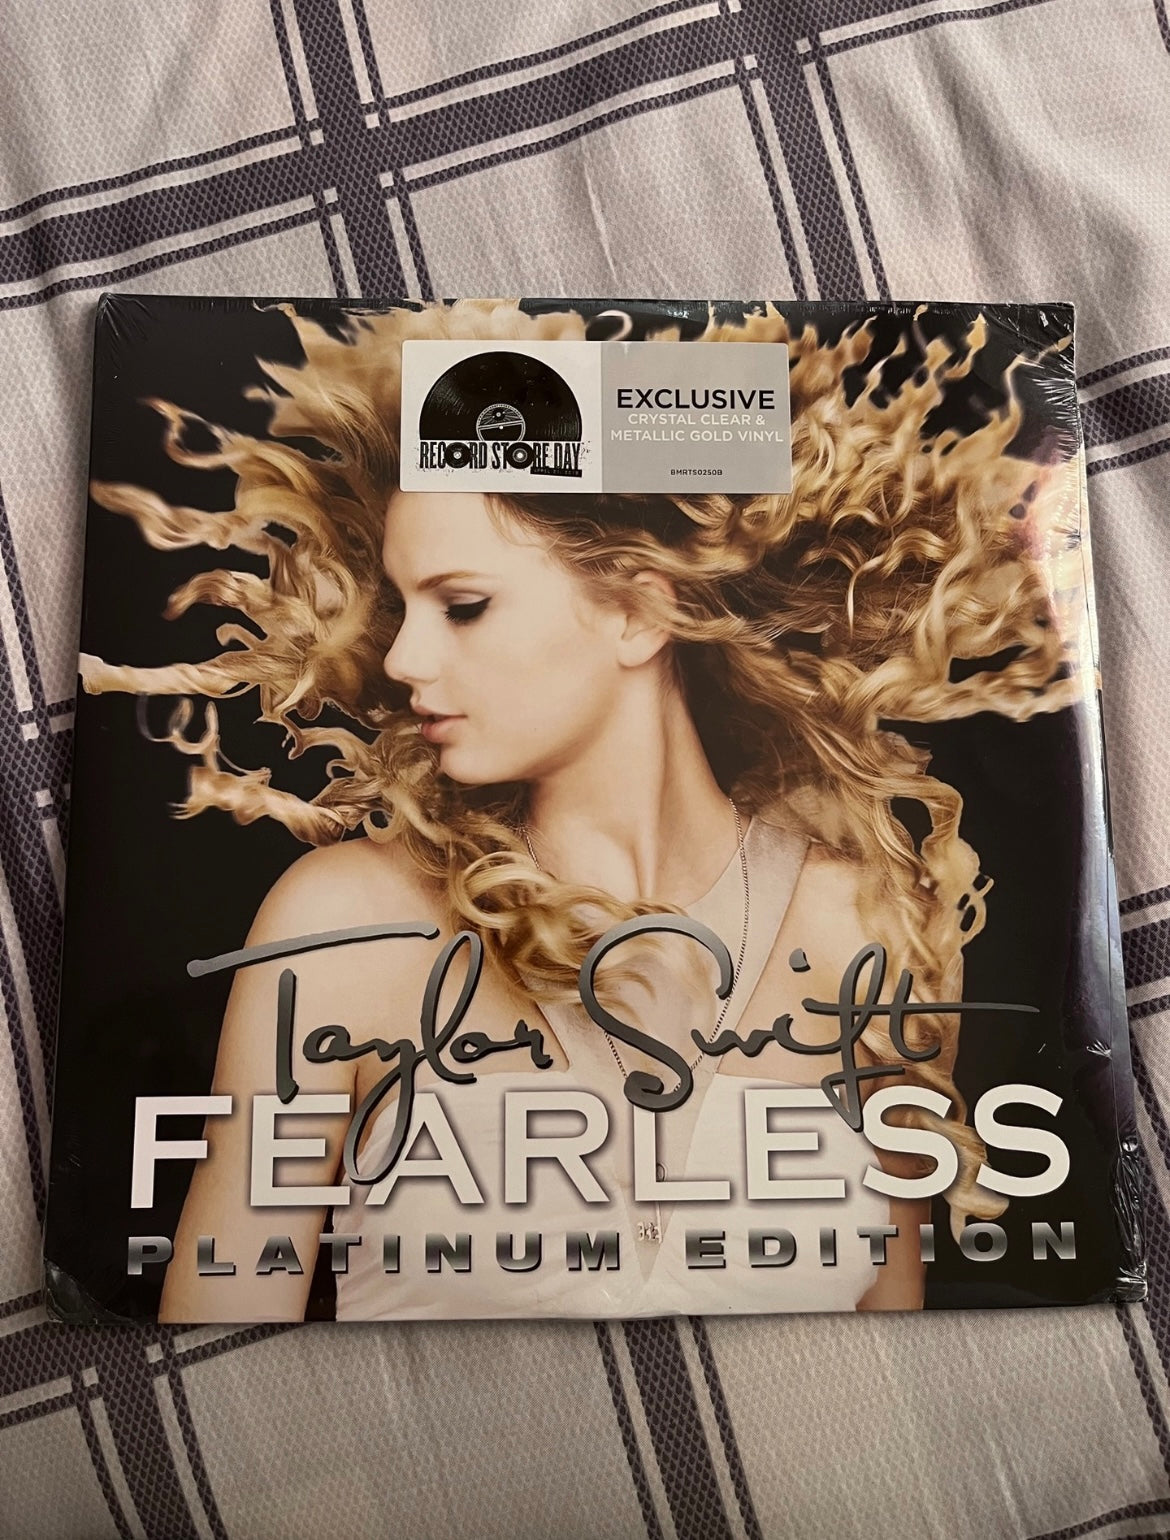 RECORD STORE DAY
EXCLUSIVE
CRYSTAL CLEAR &
METALLIC GOLD VINYL
BMRTS0250B
Taylor Swift
FEARLESS
PLATINUM EDITION